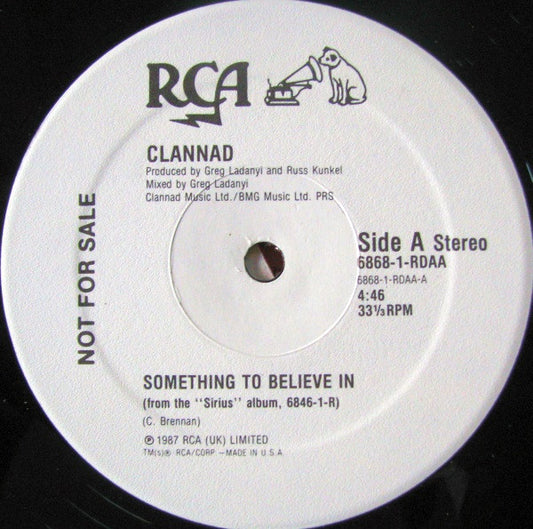 RCA
CLANNAD
Produced by Greg Ladanyi and Russ Kunkel
Mixed by Greg Ladanyi
Clannad Music Ltd./BMG Music Ltd. PRS
NOT FOR SALE
Side A Stereo
6868-1-RDAA
6868-1-RDAA-A
4:46
33⅓ RPM
SOMETHING TO BELIEVE IN
(from the "Sirius" album, 6846-1-R)
(C. Brennan)
℗ 1987 RCA (UK) LIMITED
TM(s)® RCA/CORP – MADE IN U.S.A.